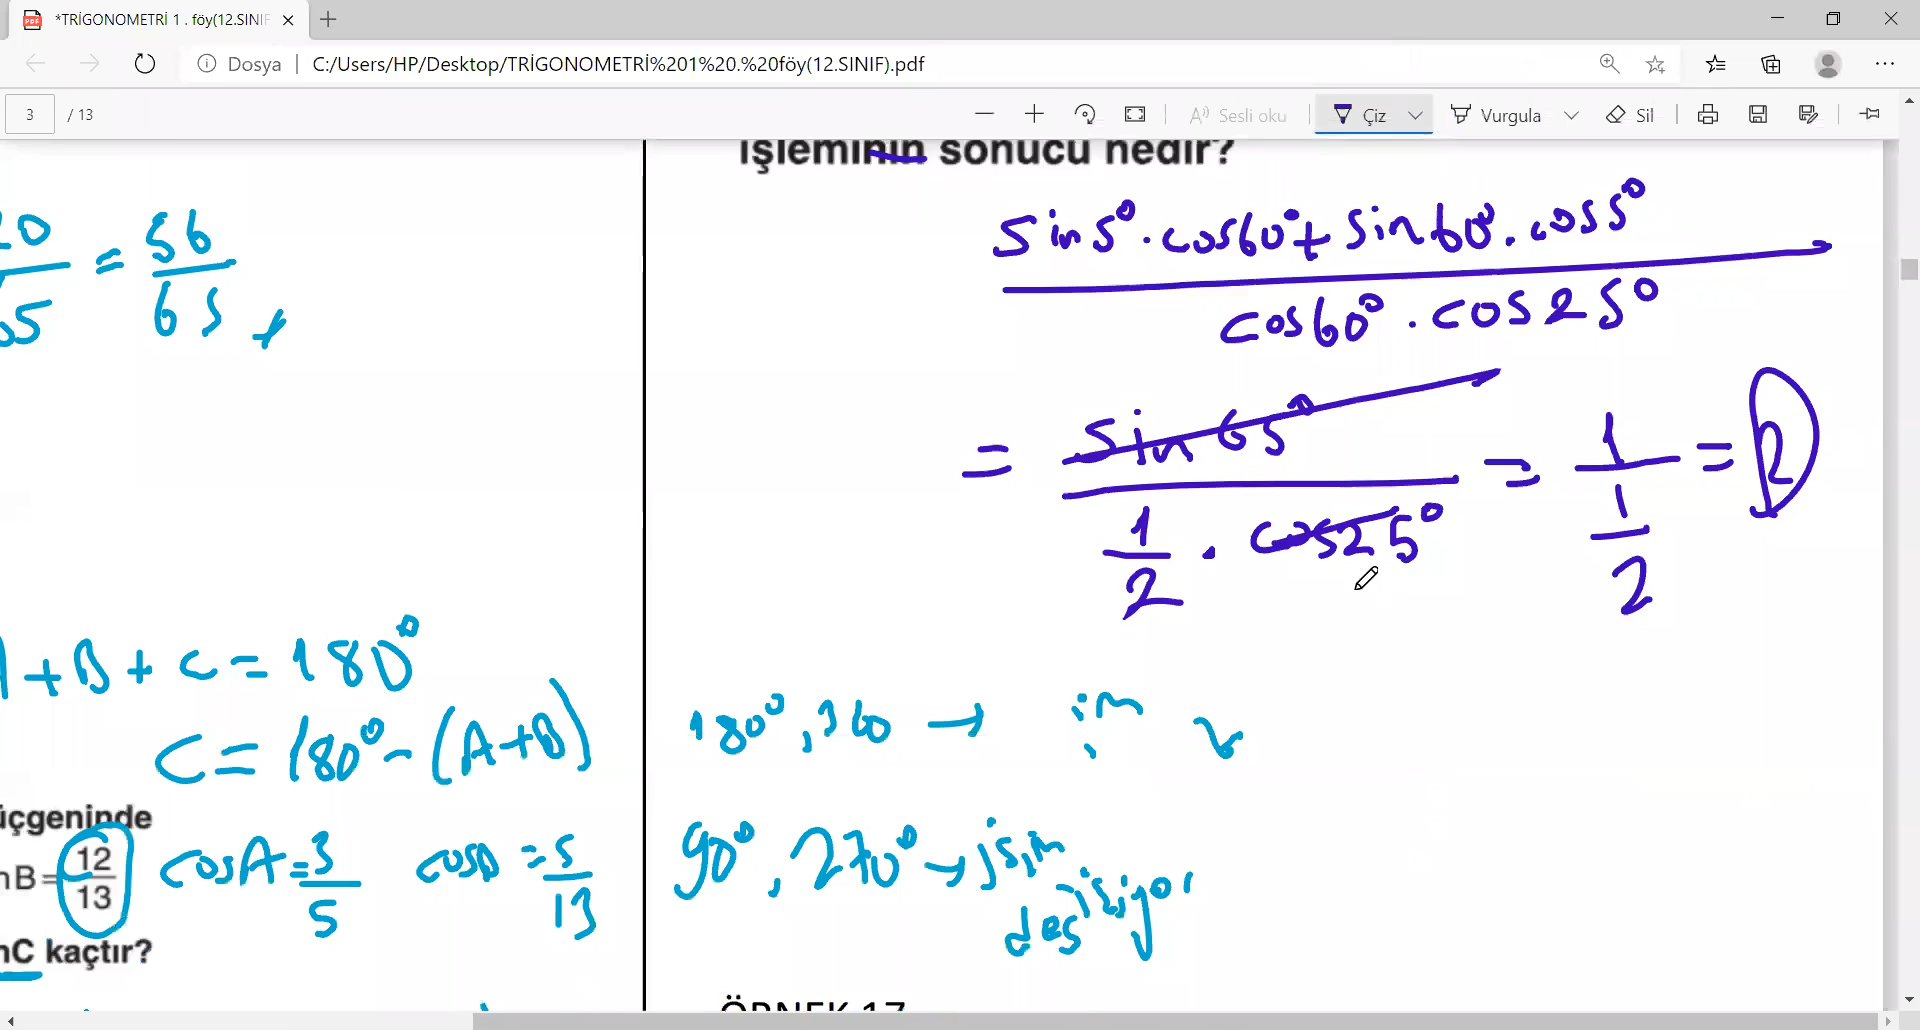 *TRİGONOMETRİ 1 . föy(12.SINIF
Dosya | C:/Users/HP/Desktop/TRİGONOMETRİ%201%20.%20föy(12.SINIF).pdf
3 / 13
Sesli oku
Çiz
Vurgula
Sil
işleminin sonucu nedir?
sin5°.cos60°+sin60°.cos5°
cos60°.cos25°
= sin65° / 1/2 . cos25° = 1 / 1/2 = 2
= 56/65
A+B+C=180°
C=180°-(A+B)
üçgeninde
nB= 12/13
cosA=3/5
cosB=5/13
nC kaçtır?
180°,360 →
90°, 270° → isim
değişiyor
ÖRNEK 17